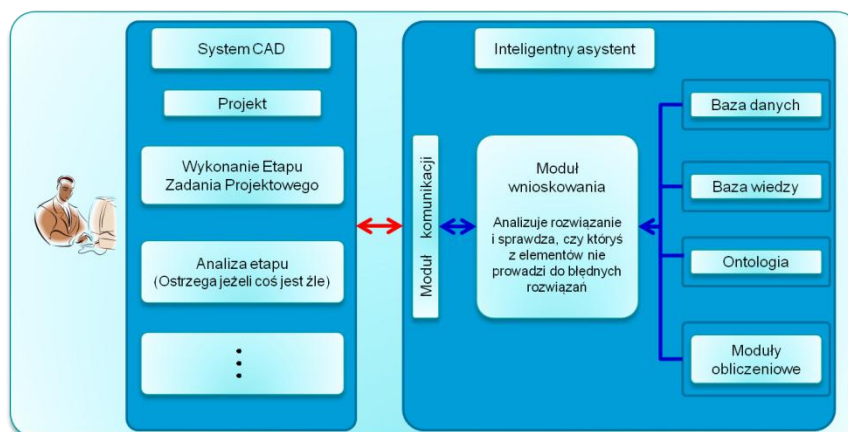 System CAD
Projekt
Wykonanie Etapu
Zadania Projektowego
Analiza etapu
(Ostrzega jeżeli coś jest źle)
Inteligentny asystent
Moduł komunikacji
Moduł
wnioskowania
Analizuje rozwiązanie
i sprawdza, czy któryś
z elementów nie
prowadzi do błędnych
rozwiązań
Baza danych
Baza wiedzy
Ontologia
Moduły
obliczeniowe